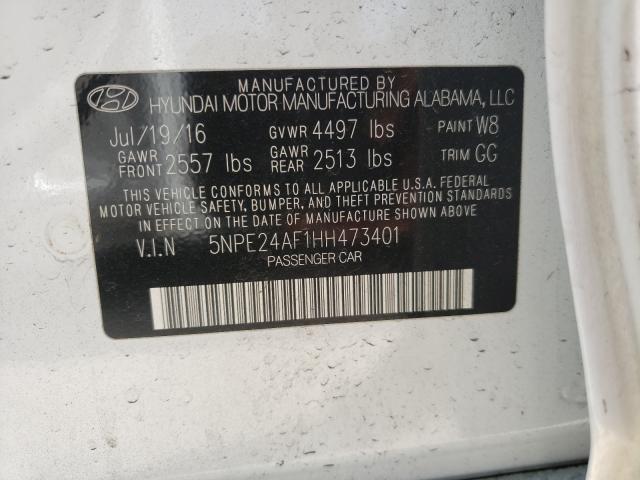 MANUFACTURED BY
HYUNDAI MOTOR MANUFACTURING ALABAMA, LLC
Jul/19/16 GVWR 4497 lbs PAINT W8
GAWR FRONT 2557 lbs GAWR REAR 2513 lbs TRIM GG
THIS VEHICLE CONFORMS TO ALL APPLICABLE U.S.A. FEDERAL
MOTOR VEHICLE SAFETY, BUMPER, AND THEFT PREVENTION STANDARDS
IN EFFECT ON THE DATE OF MANUFACTURE SHOWN ABOVE
V.I.N 5NPE24AF1HH473401
PASSENGER CAR